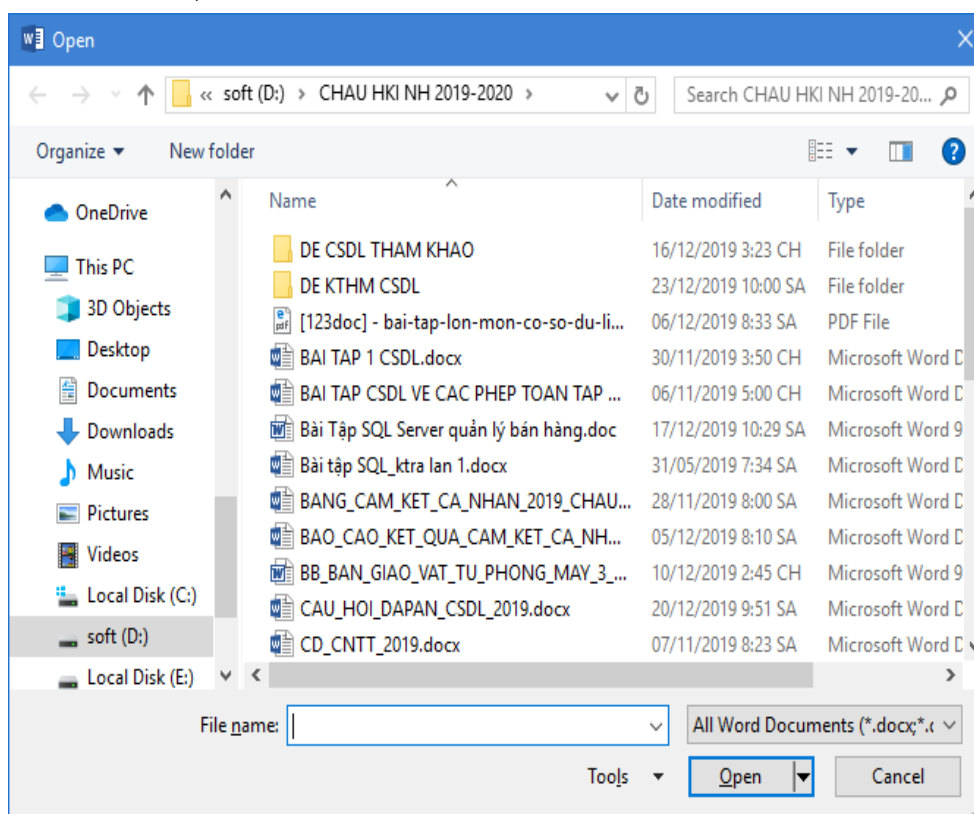 Open
« soft (D:) › CHAU HKI NH 2019-2020 ›
Search CHAU HKI NH 2019-20...
Organize
New folder
Name
Date modified
Type
OneDrive
This PC
3D Objects
Desktop
Documents
Downloads
Music
Pictures
Videos
Local Disk (C:)
soft (D:)
Local Disk (E:)
DE CSDL THAM KHAO 16/12/2019 3:23 CH File folder
DE KTHM CSDL 23/12/2019 10:00 SA File folder
[123doc] - bai-tap-lon-mon-co-so-du-li... 06/12/2019 8:33 SA PDF File
BAI TAP 1 CSDL.docx 30/11/2019 3:50 CH Microsoft Word D
BAI TAP CSDL VE CAC PHEP TOAN TAP ... 06/11/2019 5:00 CH Microsoft Word D
Bài Tập SQL Server quản lý bán hàng.doc 17/12/2019 10:29 SA Microsoft Word 9
Bài tập SQL_ktra lan 1.docx 31/05/2019 7:34 SA Microsoft Word D
BANG_CAM_KET_CA_NHAN_2019_CHAU... 28/11/2019 8:00 SA Microsoft Word D
BAO_CAO_KET_QUA_CAM_KET_CA_NH... 05/12/2019 8:10 SA Microsoft Word D
BB_BAN_GIAO_VAT_TU_PHONG_MAY_3_... 10/12/2019 2:45 CH Microsoft Word 9
CAU_HOI_DAPAN_CSDL_2019.docx 20/12/2019 9:51 SA Microsoft Word D
CD_CNTT_2019.docx 07/11/2019 8:23 SA Microsoft Word D
File name:
All Word Documents (*.docx;*.c
Tools
Open
Cancel